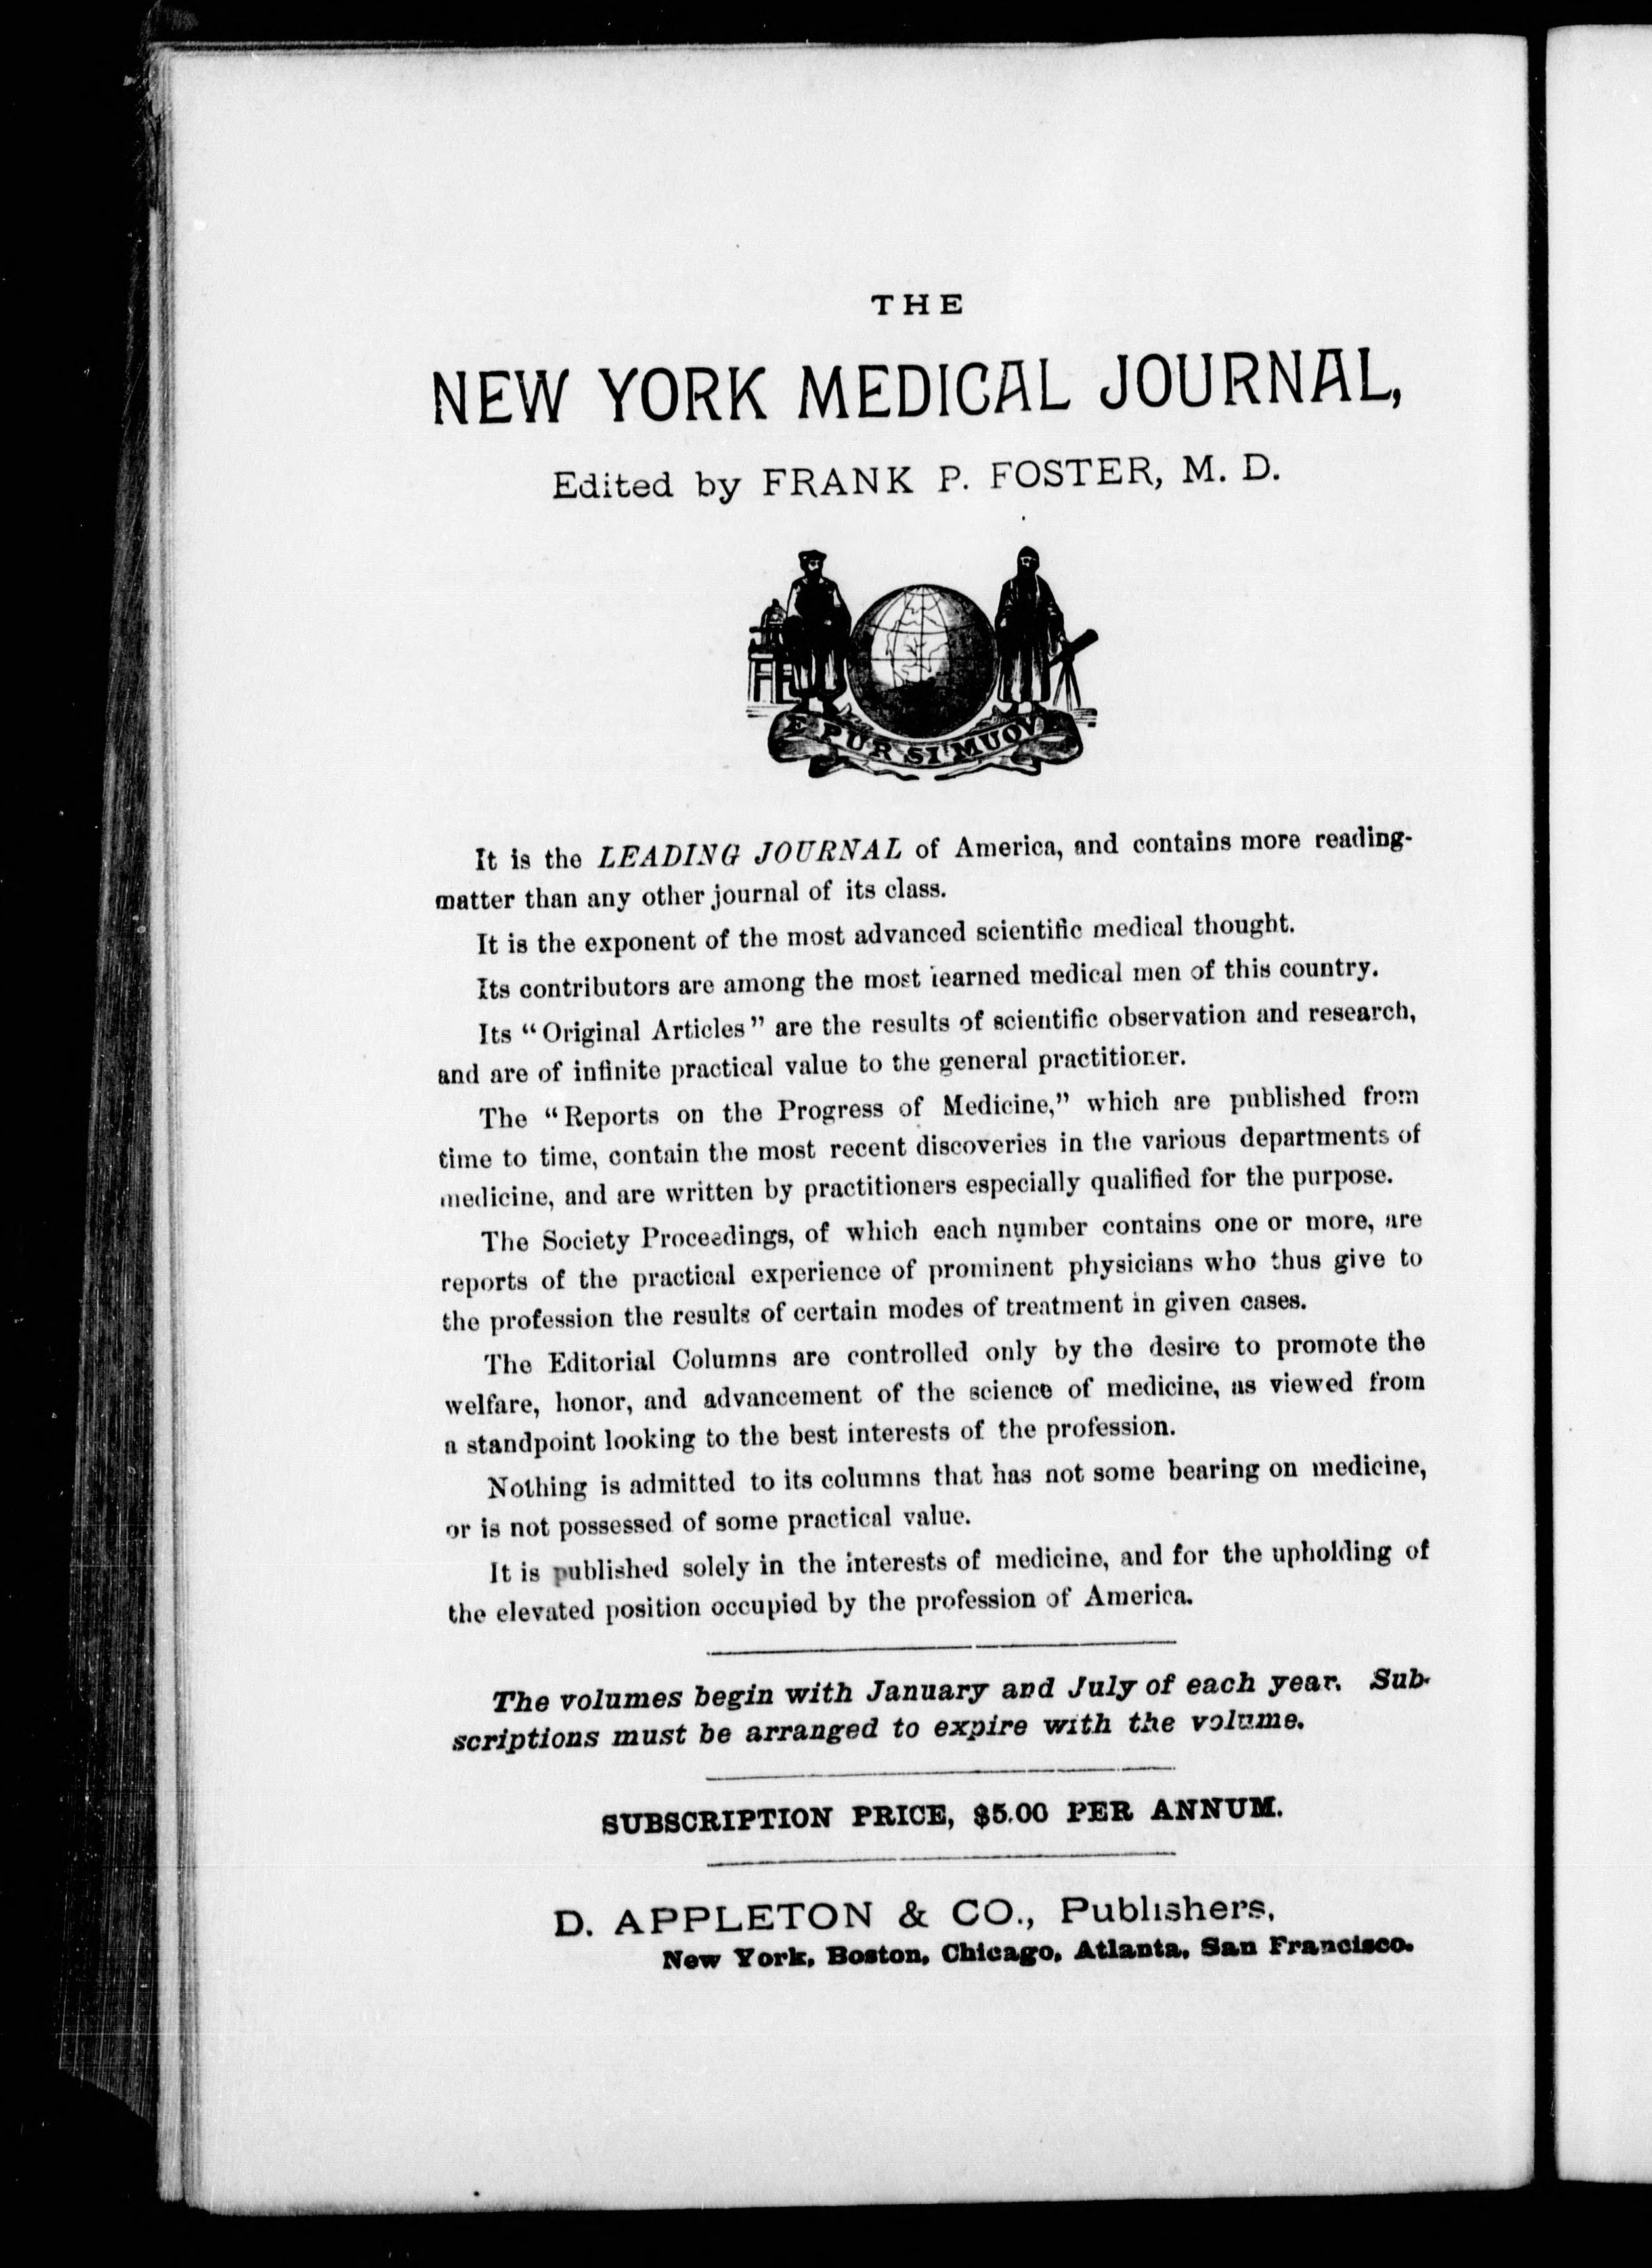 THE
NEW YORK MEDICAL JOURNAL,
Edited by FRANK P. FOSTER, M. D.
E PUR SI MUOV
It is the LEADING JOURNAL of America, and contains more reading-
matter than any other journal of its class.
It is the exponent of the most advanced scientific medical thought.
Its contributors are among the most learned medical men of this country.
Its “Original Articles” are the results of scientific observation and research,
and are of infinite practical value to the general practitioner.
The “Reports on the Progress of Medicine,” which are published from
time to time, contain the most recent discoveries in the various departments of
medicine, and are written by practitioners especially qualified for the purpose.
The Society Proceedings, of which each number contains one or more, are
reports of the practical experience of prominent physicians who thus give to
the profession the results of certain modes of treatment in given cases.
The Editorial Columns are controlled only by the desire to promote the
welfare, honor, and advancement of the science of medicine, as viewed from
a standpoint looking to the best interests of the profession.
Nothing is admitted to its columns that has not some bearing on medicine,
or is not possessed of some practical value.
It is published solely in the interests of medicine, and for the upholding of
the elevated position occupied by the profession of America.
The volumes begin with January and July of each year. Sub-
scriptions must be arranged to expire with the volume.
SUBSCRIPTION PRICE, $5.00 PER ANNUM.
D. APPLETON & CO., Publishers,
New York, Boston, Chicago, Atlanta, San Francisco.